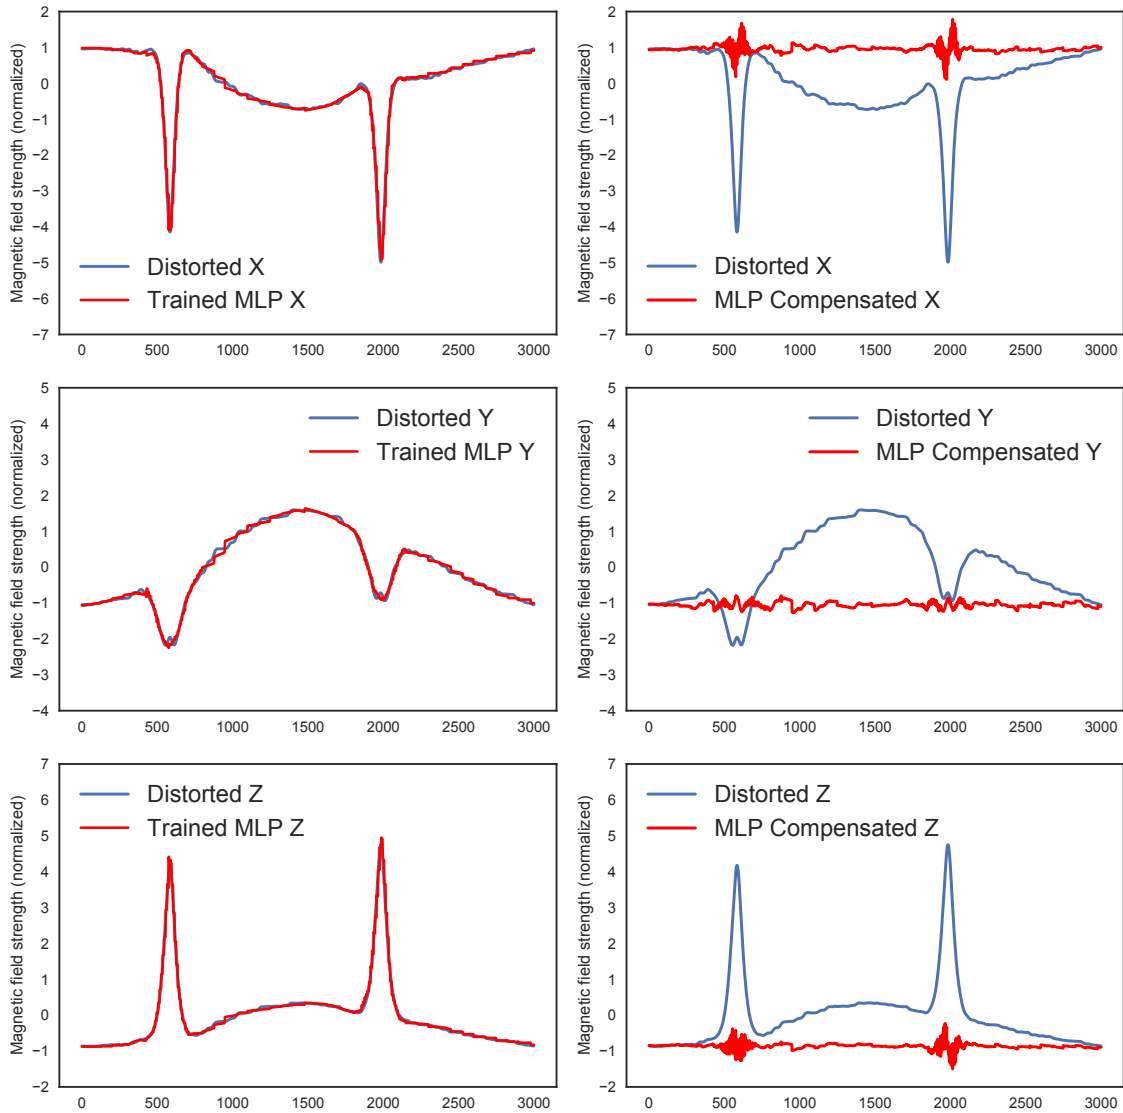 Magnetic field strength (normalized)
2
1
0
−1
−2
−3
−4
−5
−6
−7
Distorted X
Trained MLP X
0 500 1000 1500 2000 2500 3000
Magnetic field strength (normalized)
2
1
0
−1
−2
−3
−4
−5
−6
−7
Distorted X
MLP Compensated X
0 500 1000 1500 2000 2500 3000
Magnetic field strength (normalized)
5
4
3
2
1
0
−1
−2
−3
−4
Distorted Y
Trained MLP Y
0 500 1000 1500 2000 2500 3000
Magnetic field strength (normalized)
5
4
3
2
1
0
−1
−2
−3
−4
Distorted Y
MLP Compensated Y
0 500 1000 1500 2000 2500 3000
Magnetic field strength (normalized)
7
6
5
4
3
2
1
0
−1
−2
Distorted Z
Trained MLP Z
0 500 1000 1500 2000 2500 3000
Magnetic field strength (normalized)
7
6
5
4
3
2
1
0
−1
−2
Distorted Z
MLP Compensated Z
0 500 1000 1500 2000 2500 3000